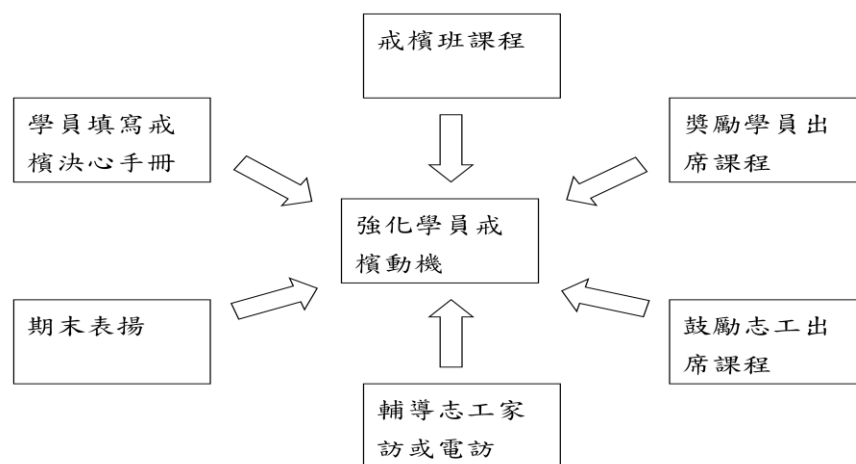 戒檳班課程
學員填寫戒
檳決心手冊
獎勵學員出
席課程
強化學員戒
檳動機
期末表揚
鼓勵志工出
席課程
輔導志工家
訪或電訪